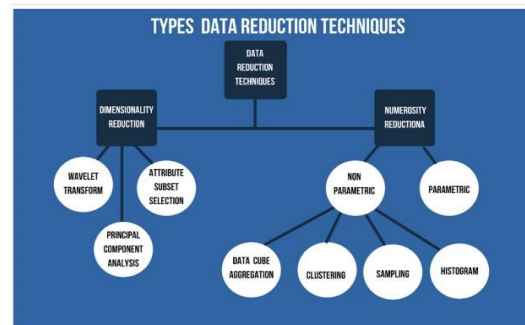 TYPES DATA REDUCTION TECHNIQUES
DATA
REDUCTION
TECHNIQUES
DIMENSIONALITY
REDUCTION
NUMEROSITY
REDUCTIONA
WAVELET
TRANSFORM
ATTRIBUTE
SUBSET
SELECTION
PRINCIPAL
COMPONENT
ANALYSIS
NON
PARAMETRIC
PARAMETRIC
DATA CUBE
AGGREGATION
CLUSTERING
SAMPLING
HISTOGRAM